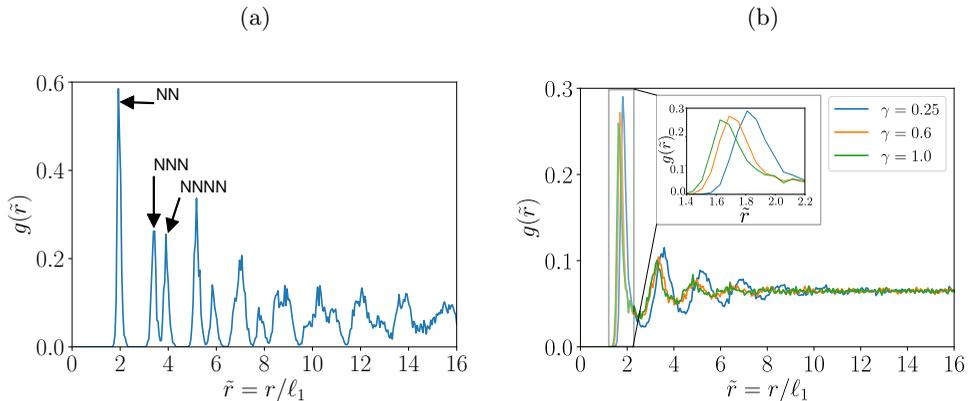 (a)
0.6
0.4
0.2
0.0
g(r̃)
NN
NNN
NNNN
0 2 4 6 8 10 12 14 16
r̃ = r/ℓ₁
(b)
0.3
0.2
0.1
0.0
g(r̃)
0.3
0.2
0.1
0.0
g(r̃)
1.4 1.6 1.8 2.0 2.2
r̃
γ = 0.25
γ = 0.6
γ = 1.0
0 2 4 6 8 10 12 14 16
r̃ = r/ℓ₁